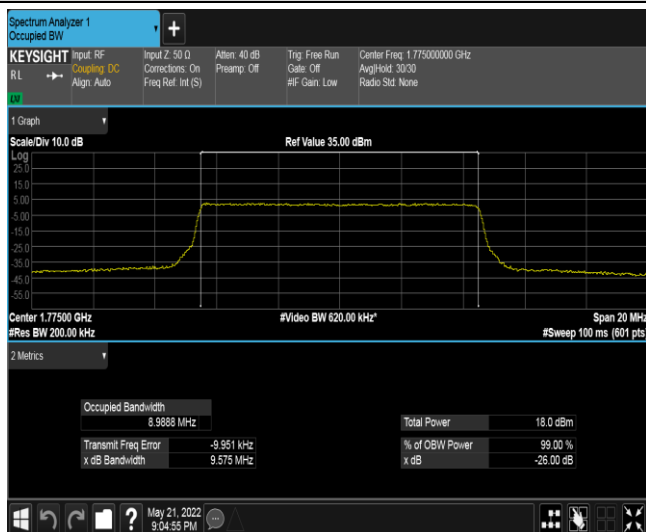 Spectrum Analyzer 1
Occupied BW
KEYSIGHT
RL
Input: RF
Coupling: DC
Align: Auto
Input Z: 50 Ω
Corrections: On
Freq Ref: Int (S)
Atten: 40 dB
Preamp: Off
Trig: Free Run
Gate: Off
#IF Gain: Low
Center Freq: 1.775000000 GHz
Avg|Hold: 30/30
Radio Std: None
1 Graph
Scale/Div 10.0 dB
Ref Value 35.00 dBm
Log
25.0
15.0
5.00
-5.00
-15.0
-25.0
-35.0
-45.0
-55.0
Center 1.77500 GHz
#Video BW 620.00 kHz*
Span 20 MHz
#Res BW 200.00 kHz
#Sweep 100 ms (601 pts)
2 Metrics
Occupied Bandwidth
8.9888 MHz
Total Power 18.0 dBm
Transmit Freq Error -9.951 kHz
% of OBW Power 99.00 %
x dB Bandwidth 9.575 MHz
x dB -26.00 dB
?
May 21, 2022
9:04:55 PM